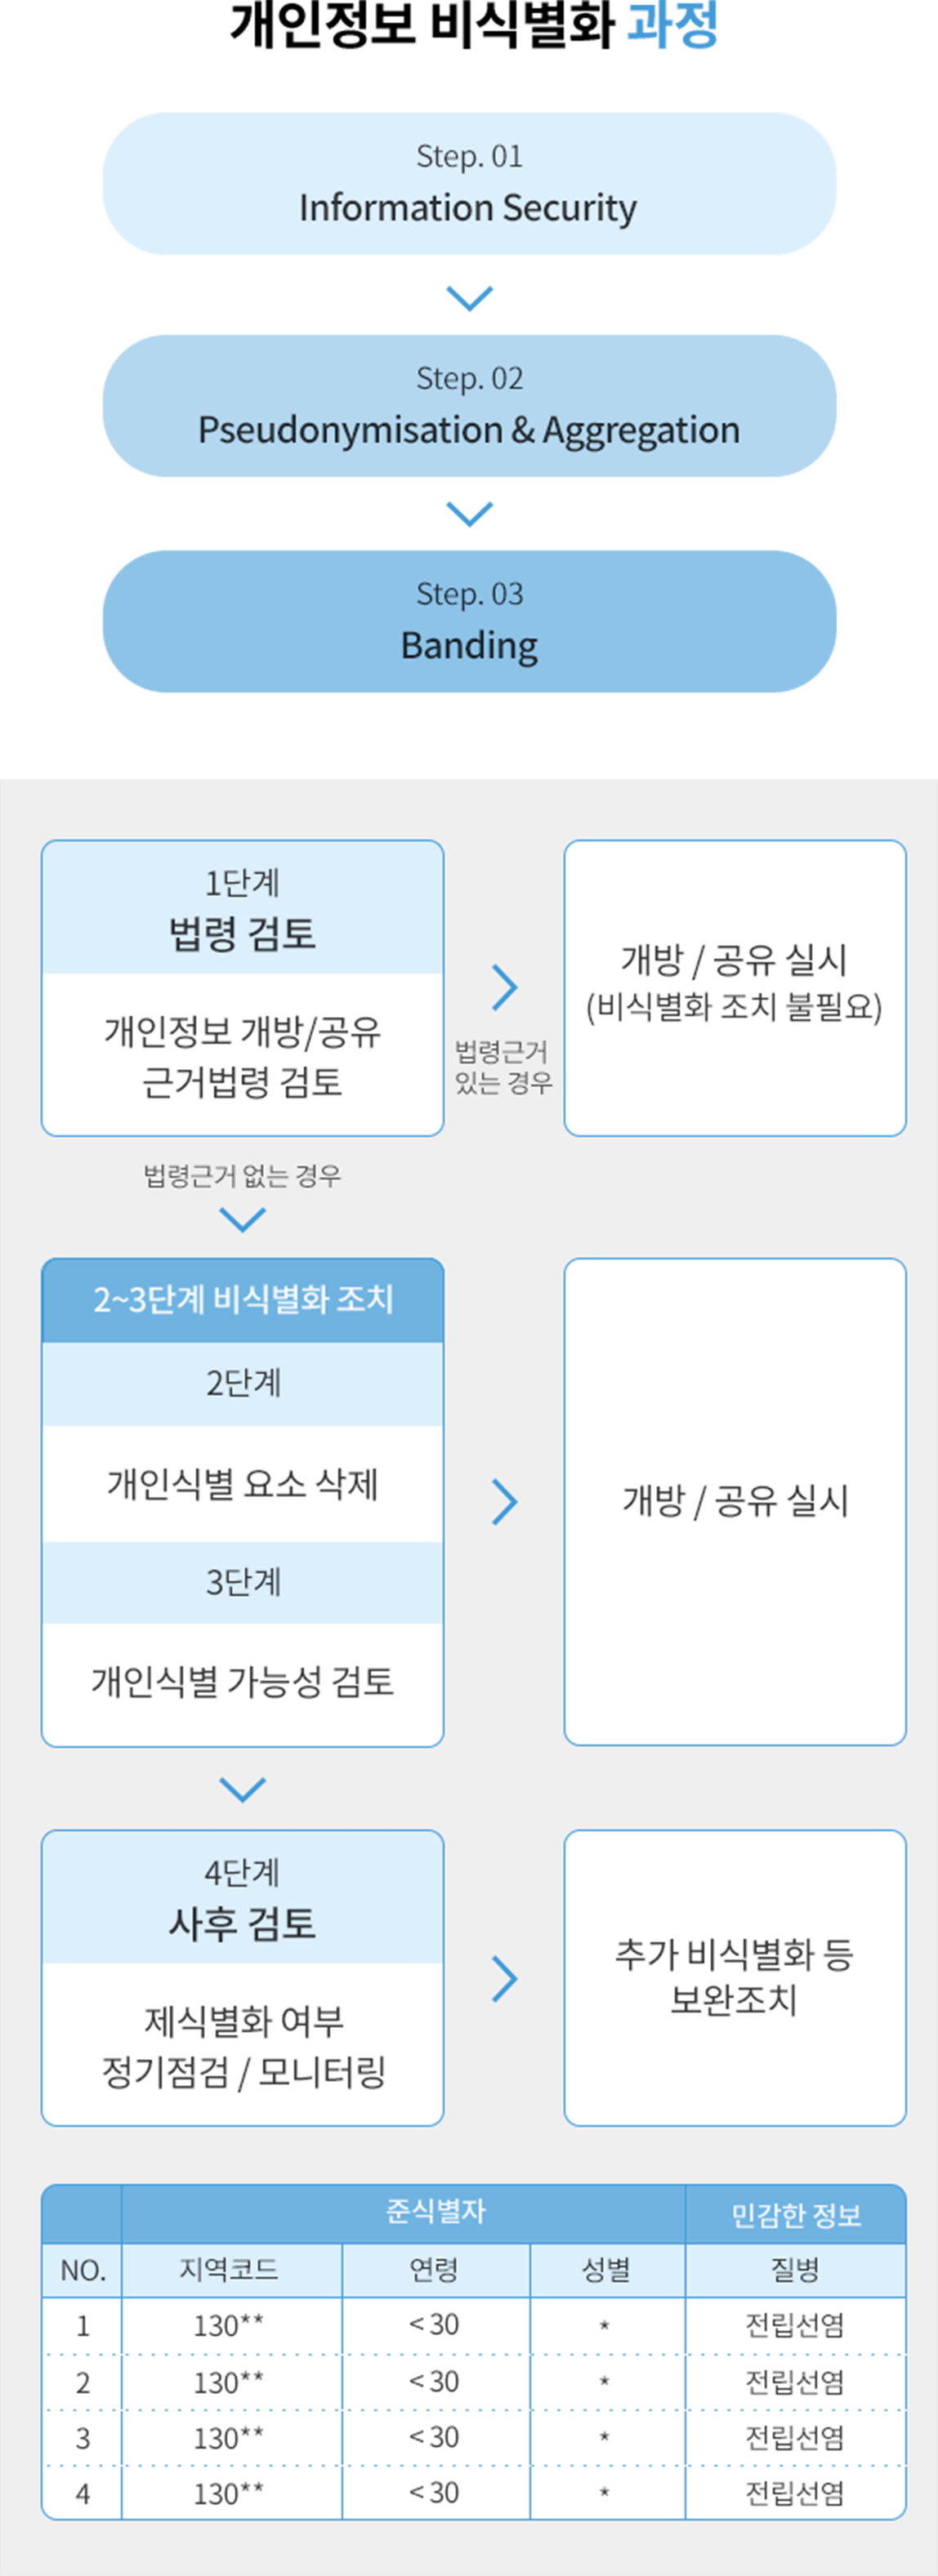 개인정보 비식별화 과정
Step. 01
Information Security
Step. 02
Pseudonymisation & Aggregation
Step. 03
Banding
1단계
법령 검토
개인정보 개방/공유
근거법령 검토
법령근거
있는 경우
개방 / 공유 실시
(비식별화 조치 불필요)
법령근거 없는 경우
2~3단계 비식별화 조치
2단계
개인식별 요소 삭제
3단계
개인식별 가능성 검토
개방 / 공유 실시
4단계
사후 검토
제식별화 여부
정기점검 / 모니터링
추가 비식별화 등
보완조치
준식별자 민감한 정보
NO. 지역코드 연령 성별 질병
1 130** < 30 * 전립선염
2 130** < 30 * 전립선염
3 130** < 30 * 전립선염
4 130** < 30 * 전립선염